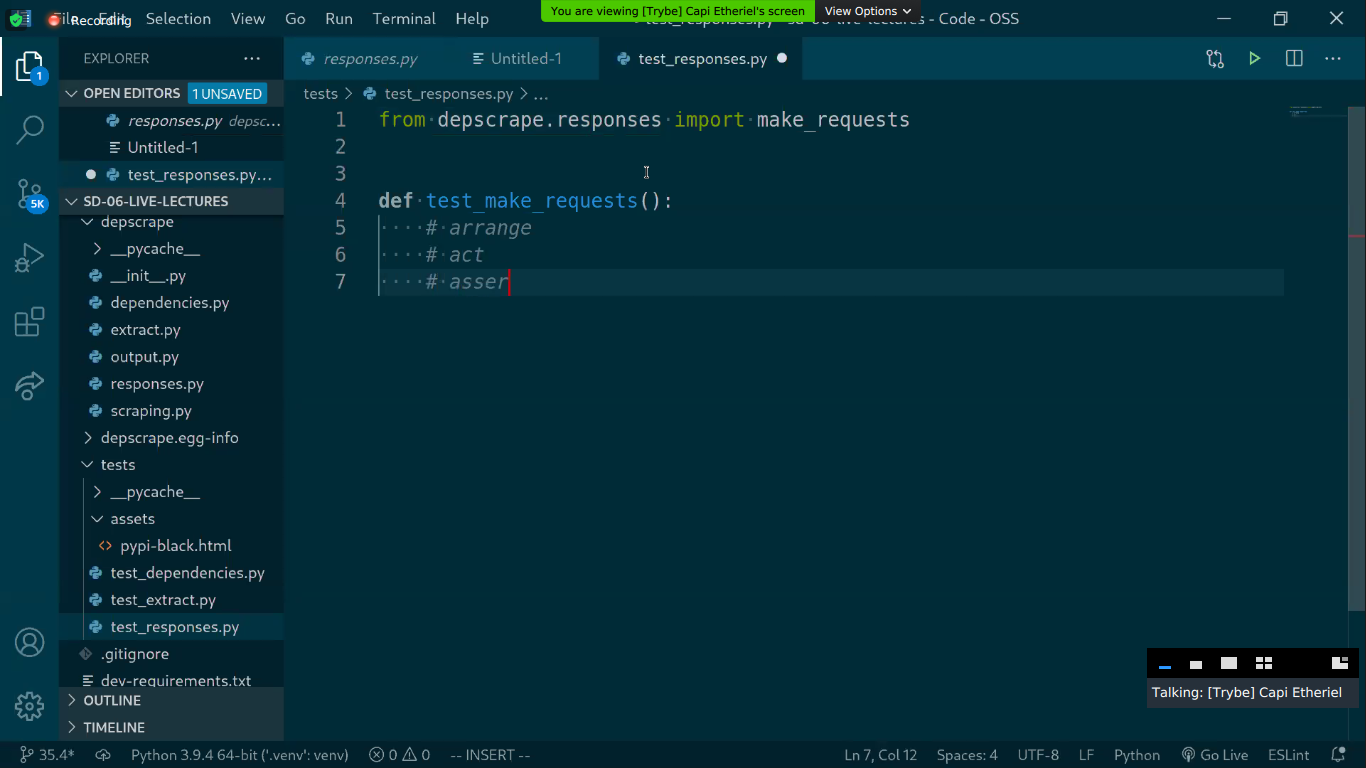 Recording
File Edit Selection View Go Run Terminal Help
You are viewing [Trybe] Capi Etheriel's screen
View Options
test_responses.py - sd-06-live-lectures - Code - OSS
EXPLORER
responses.py
Untitled-1
test_responses.py
1
OPEN EDITORS 1 UNSAVED
responses.py depsc...
Untitled-1
test_responses.py...
SD-06-LIVE-LECTURES
5K
depscrape
__pycache__
__init__.py
dependencies.py
extract.py
output.py
responses.py
scraping.py
depscrape.egg-info
tests
__pycache__
assets
pypi-black.html
test_dependencies.py
test_extract.py
test_responses.py
.gitignore
dev-requirements.txt
OUTLINE
TIMELINE
tests > test_responses.py > ...
1 from depscrape.responses import make_requests
2
3
4 def test_make_requests():
5 # arrange
6 # act
7 # asser
Talking: [Trybe] Capi Etheriel
35.4* Python 3.9.4 64-bit ('.venv': venv) 0 0 -- INSERT -- Ln 7, Col 12 Spaces: 4 UTF-8 LF Python Go Live ESLint